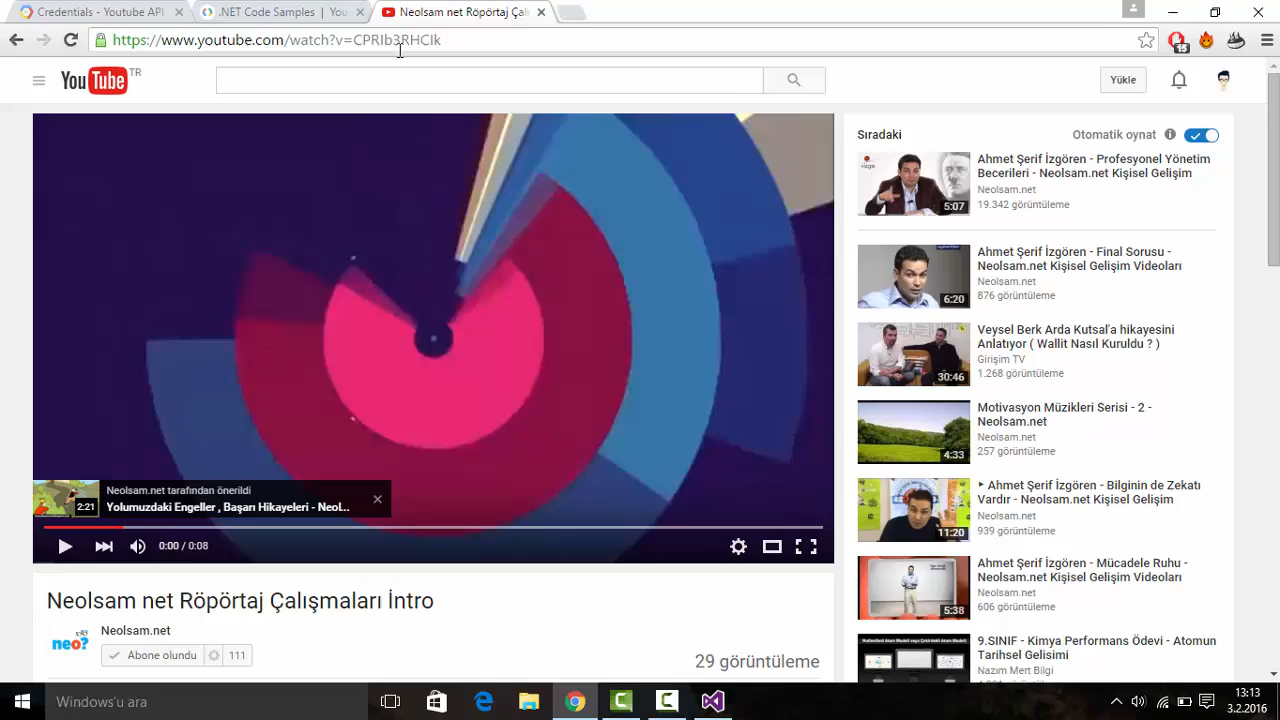 Credentials - Youtube API
.NET Code Samples | You
Neolsam net Röpörtaj Çalı
https://www.youtube.com/watch?v=CPRIb3RHCIk
15
YouTube TR
Yükle
Sıradaki
Otomatik oynat
Ahmet Şerif İzgören - Profesyonel Yönetim
Becerileri - Neolsam.net Kişisel Gelişim
Neolsam.net
19.342 görüntüleme
5:07
Ahmet Şerif İzgören - Final Sorusu -
Neolsam.net Kişisel Gelişim Videoları
Neolsam.net
876 görüntüleme
6:20
Veysel Berk Arda Kutsal'a hikayesini
Anlatıyor ( Wallit Nasıl Kuruldu ? )
Girişim TV
1.268 görüntüleme
30:46
Motivasyon Müzikleri Serisi - 2 -
Neolsam.net
Neolsam.net
257 görüntüleme
4:33
‣ Ahmet Şerif İzgören - Bilginin de Zekatı
Vardır - Neolsam.net Kişisel Gelişim
Neolsam.net
939 görüntüleme
11:20
Ahmet Şerif İzgören - Mücadele Ruhu -
Neolsam.net Kişisel Gelişim Videoları
Neolsam.net
606 görüntüleme
5:38
9.SINIF - Kimya Performans Ödevi - Atomun
Tarihsel Gelisimi
Nazım Mert Bilgi
Neolsam.net tarafından önerildi
Yolumuzdaki Engeller, Başarı Hikayeleri - Neol...
2:21
0:00 / 0:08
Neolsam net Röpörtaj Çalışmaları İntro
neo?
Neolsam.net
Abone olundu
111
29 görüntüleme
Windows'u ara
13:13
3.2.2016